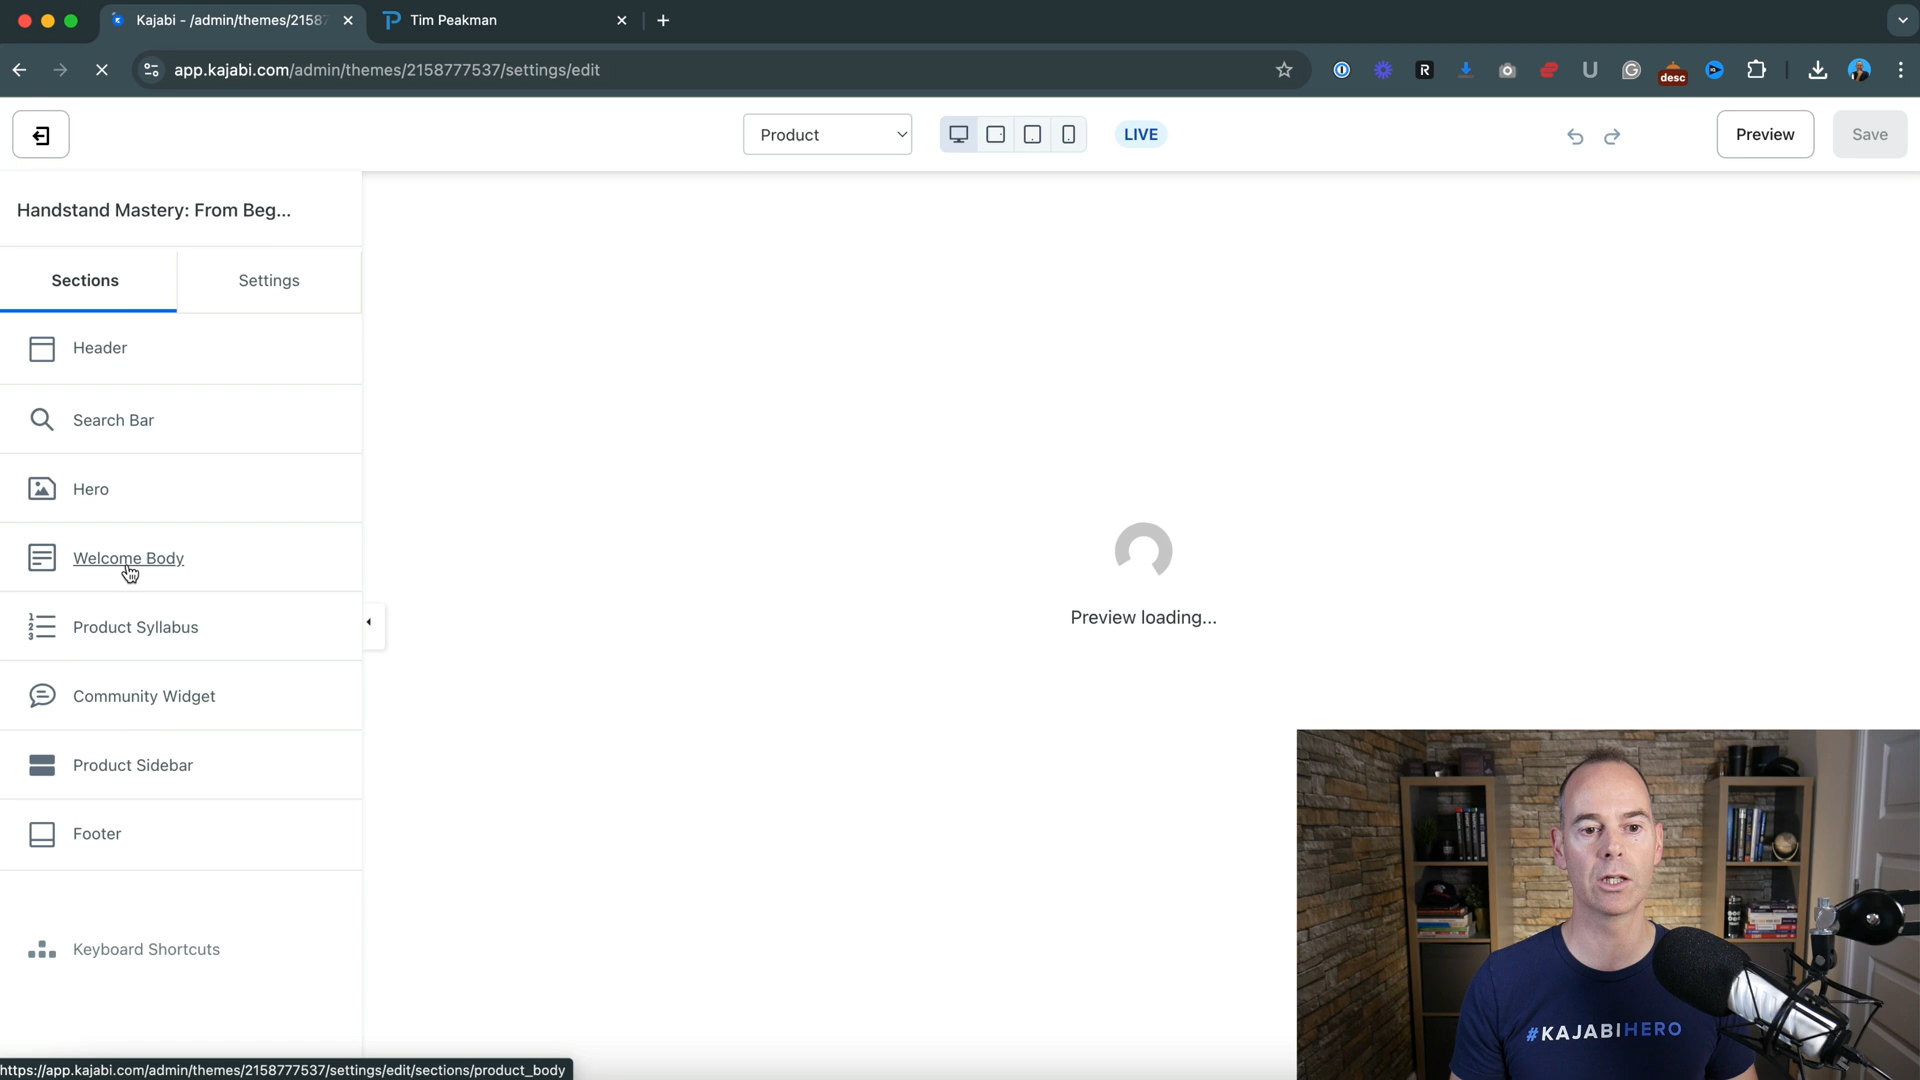 Kajabi - /admin/themes/2158
Tim Peakman
app.kajabi.com/admin/themes/2158777537/settings/edit
R
U
desc
Product
LIVE
Preview
Save
Handstand Mastery: From Beg...
Sections
Settings
Header
Search Bar
Hero
Welcome Body
Product Syllabus
Community Widget
Product Sidebar
Footer
Keyboard Shortcuts
Preview loading...
#KAJABIHERO
https://app.kajabi.com/admin/themes/2158777537/settings/edit/sections/product_body